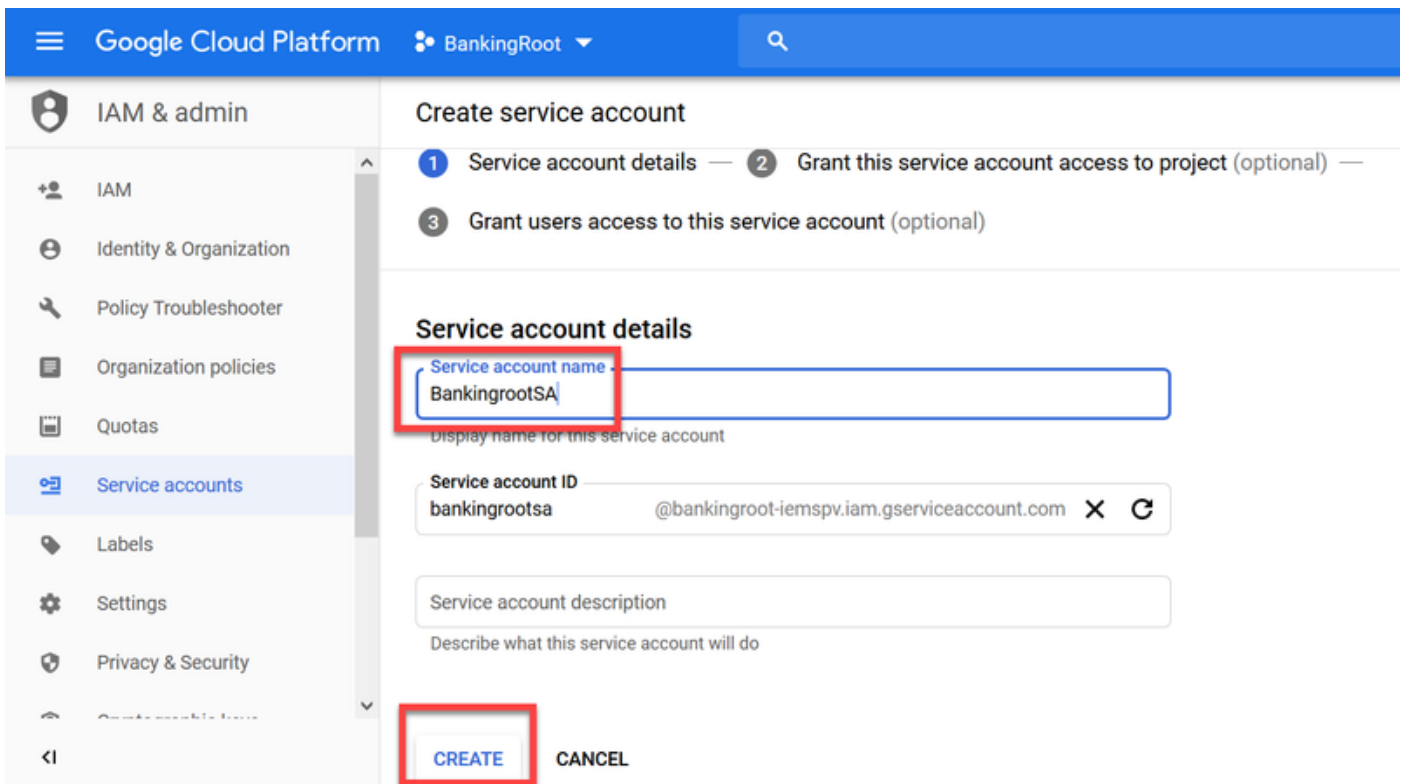 Google Cloud Platform BankingRoot
IAM & admin
Create service account
1 Service account details — 2 Grant this service account access to project (optional) —
3 Grant users access to this service account (optional)
IAM
Identity & Organization
Policy Troubleshooter
Organization policies
Quotas
Service accounts
Labels
Settings
Privacy & Security
Service account details
Service account name
BankingrootSA
Display name for this service account
Service account ID
bankingrootsa @bankingroot-iemspv.iam.gserviceaccount.com
Service account description
Describe what this service account will do
CREATE CANCEL